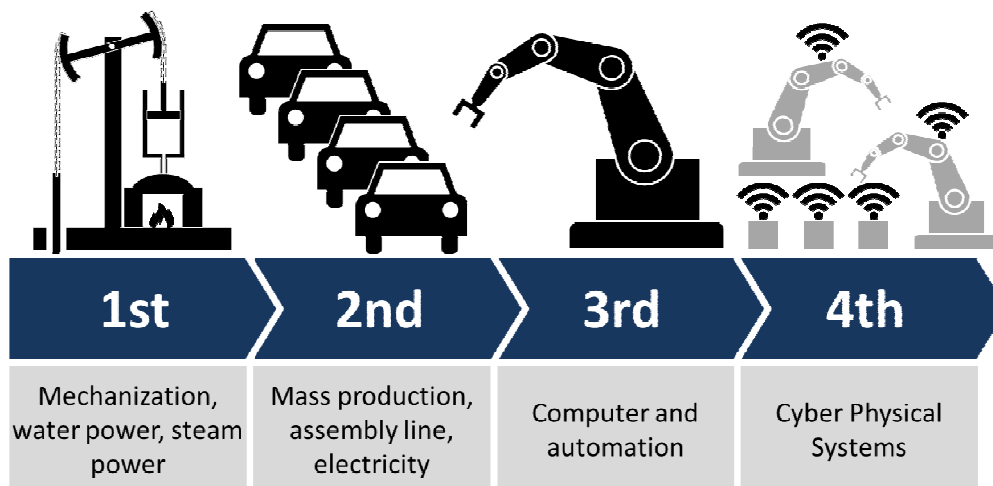 1st
2nd
3rd
4th
Mechanization,
water power, steam
power
Mass production,
assembly line,
electricity
Computer and
automation
Cyber Physical
Systems